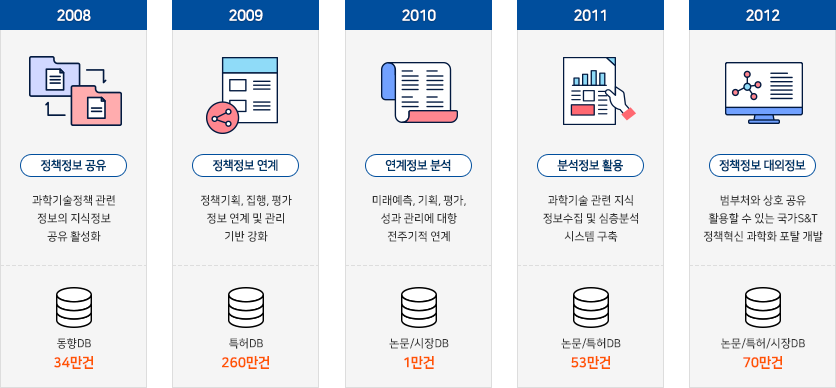 2008
정책정보 공유
과학기술정책 관련
정보의 지식정보
공유 활성화
동향DB
34만건
2009
정책정보 연계
정책기획, 집행, 평가
정보 연계 및 관리
기반 강화
특허DB
260만건
2010
연계정보 분석
미래예측, 기획, 평가,
성과 관리에 대항
전주기적 연계
논문/시장DB
1만건
2011
분석정보 활용
과학기술 관련 지식
정보수집 및 심층분석
시스템 구축
논문/특허DB
53만건
2012
정책정보 대외정보
범부처와 상호 공유
활용할 수 있는 국가S&T
정책혁신 과학화 포탈 개발
논문/특허/시장DB
70만건